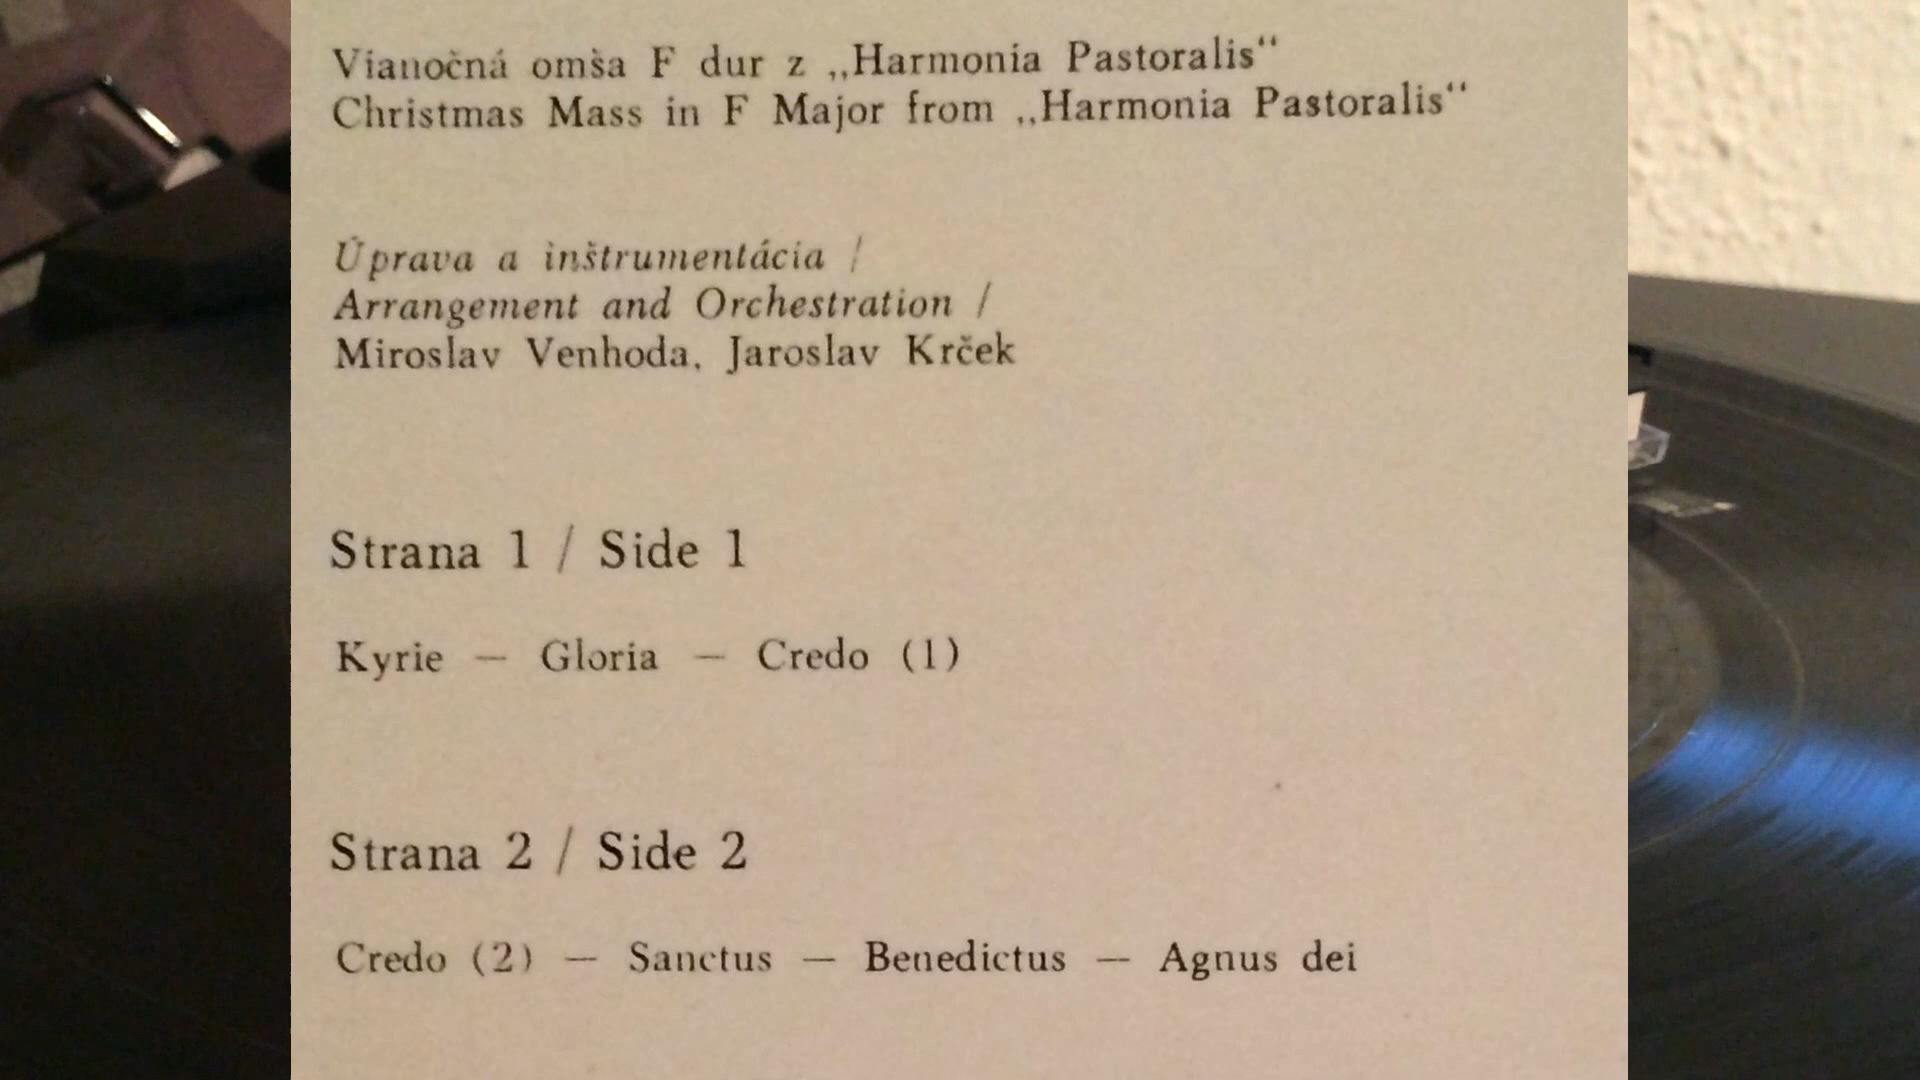 Vianočná omša F dur z „Harmonia Pastoralis“
Christmas Mass in F Major from „Harmonia Pastoralis“
Úprava a inštrumentácia /
Arrangement and Orchestration /
Miroslav Venhoda, Jaroslav Krček
Strana 1 / Side 1
Kyrie — Gloria — Credo (1)
Strana 2 / Side 2
Credo (2) — Sanctus — Benedictus — Agnus dei